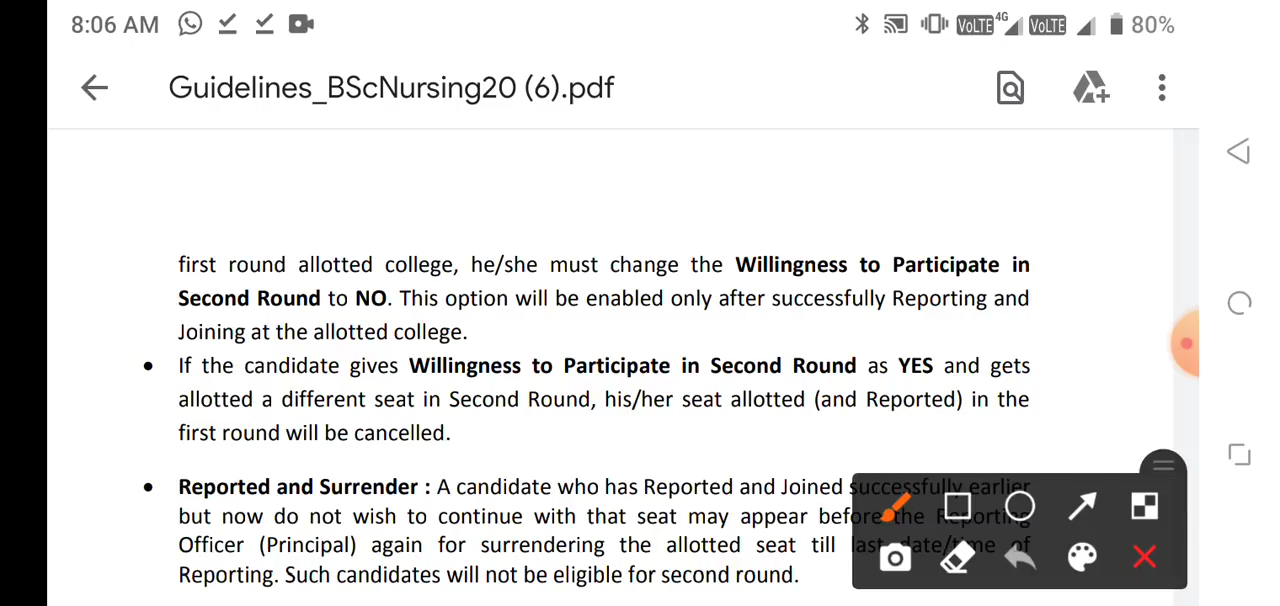 8:06 AM VoLTE 4G VoLTE 80%
Guidelines_BScNursing20 (6).pdf
first round allotted college, he/she must change the Willingness to Participate in
Second Round to NO. This option will be enabled only after successfully Reporting and
Joining at the allotted college.
• If the candidate gives Willingness to Participate in Second Round as YES and gets
allotted a different seat in Second Round, his/her seat allotted (and Reported) in the
first round will be cancelled.
• Reported and Surrender : A candidate who has Reported and Joined successfully earlier
but now do not wish to continue with that seat may appear before the Reporting
Officer (Principal) again for surrendering the allotted seat till last date/time of
Reporting. Such candidates will not be eligible for second round.